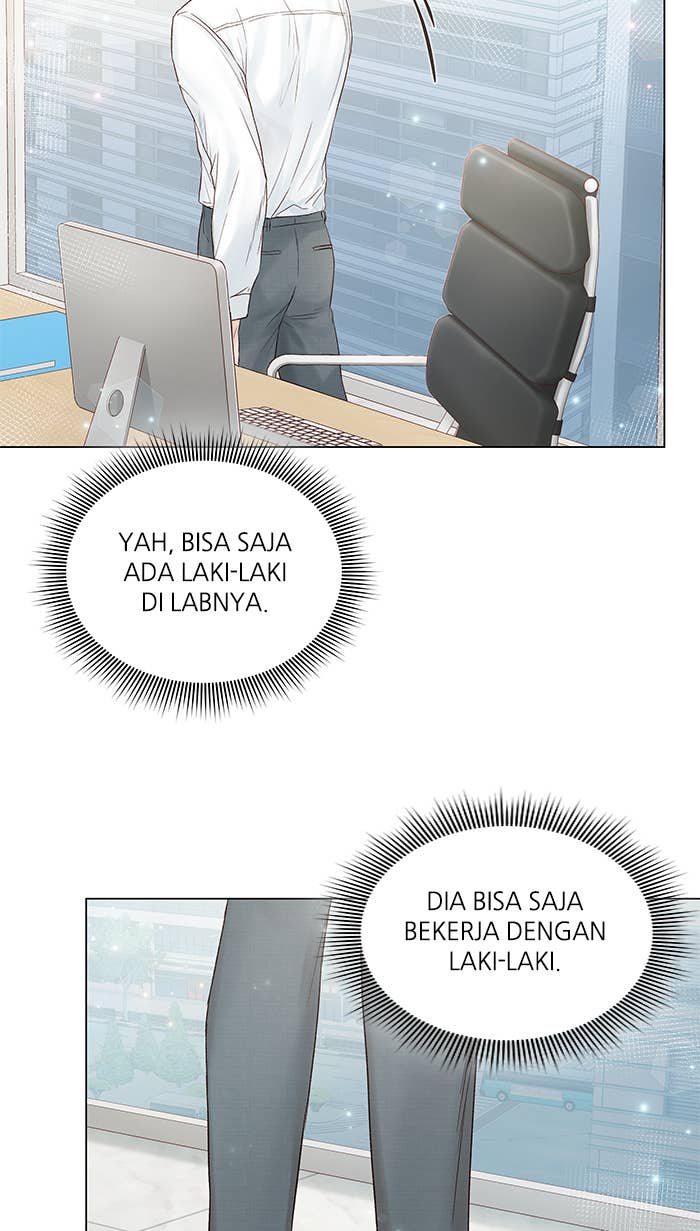 YAH, BISA SAJA
ADA LAKI-LAKI
DI LABNYA.
DIA BISA SAJA
BEKERJA DENGAN
LAKI-LAKI.